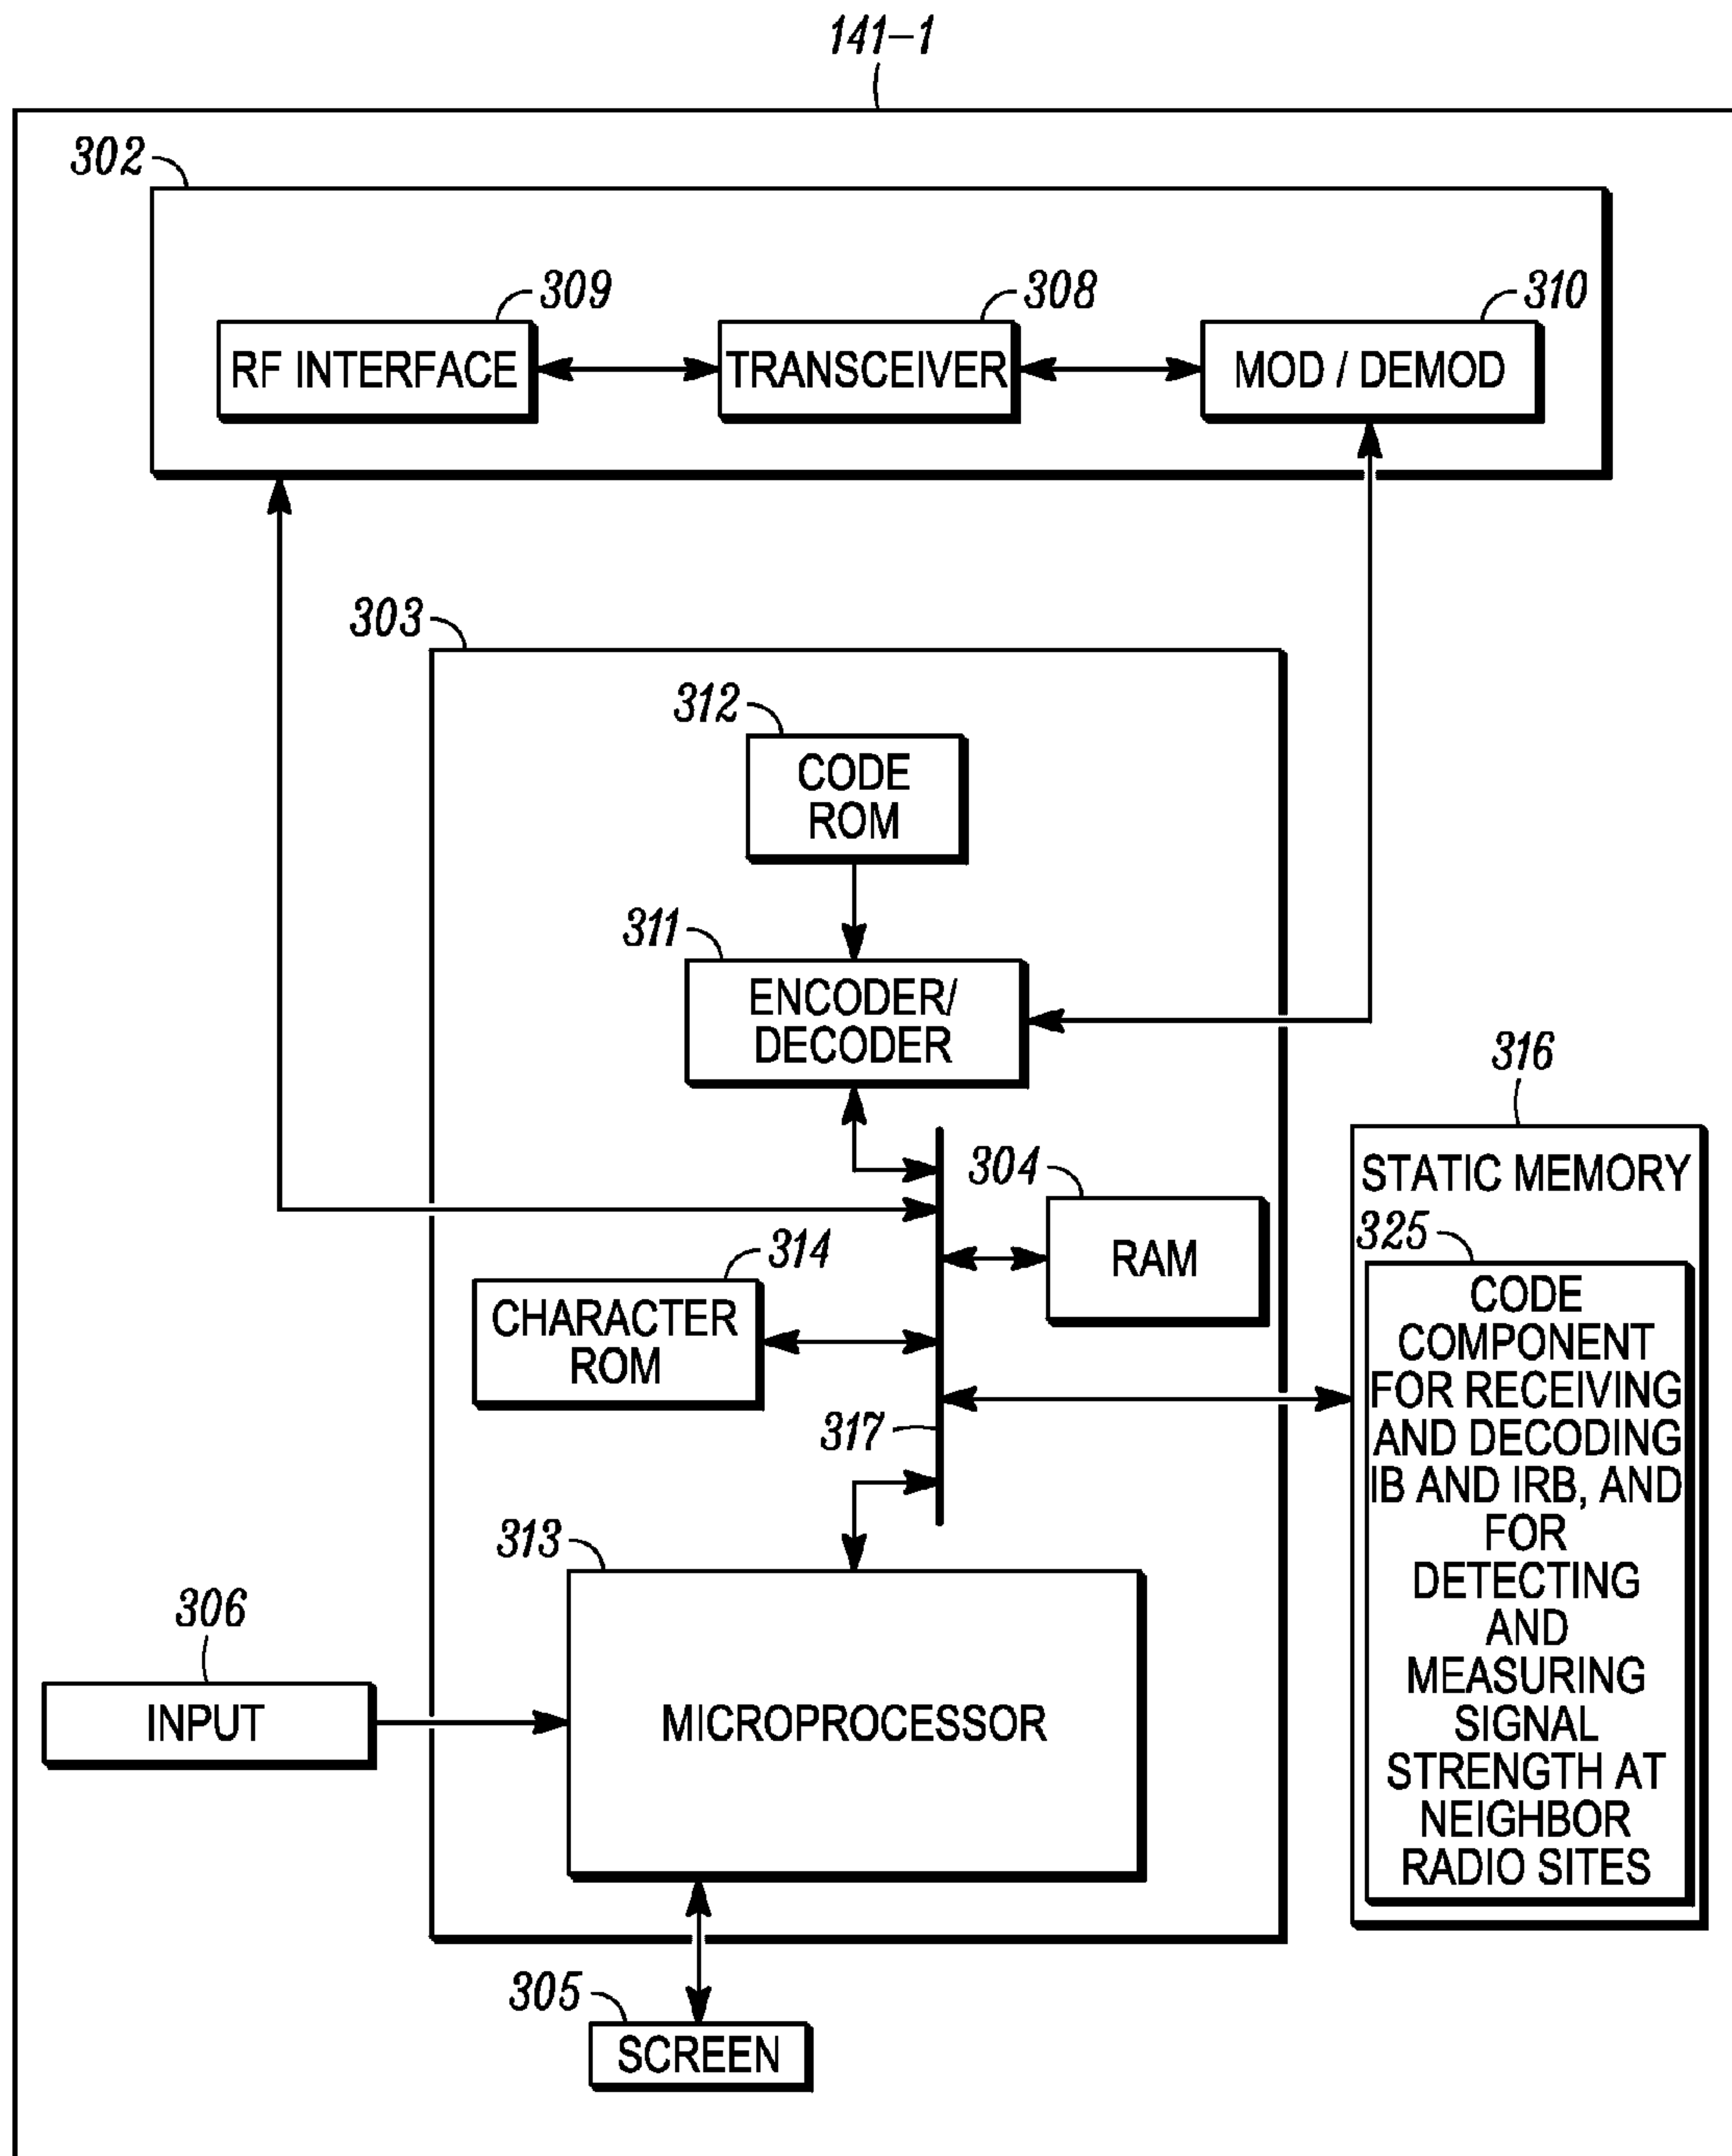 141-1
302
309
308
310
RF INTERFACE
TRANSCEIVER
MOD / DEMOD
303
312
CODE
ROM
311
ENCODER/
DECODER
316
304
STATIC MEMORY
325
314
RAM
CHARACTER
ROM
CODE
COMPONENT
FOR RECEIVING
AND DECODING
IB AND IRB, AND
FOR
DETECTING
AND
MEASURING
SIGNAL
STRENGTH AT
NEIGHBOR
RADIO SITES
317
313
306
INPUT
MICROPROCESSOR
305
SCREEN